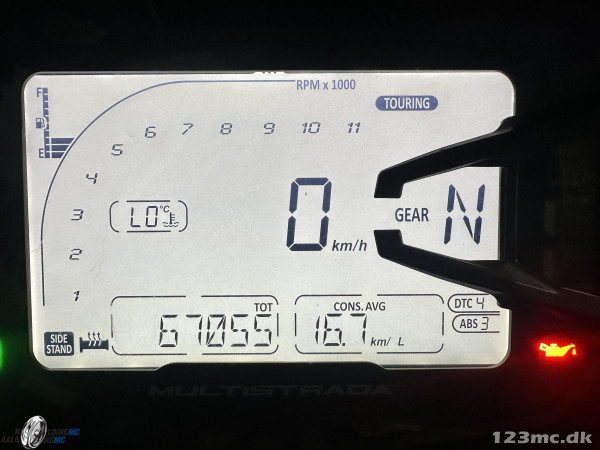 RPM x 1000
F
TOURING
E
1 2 3 4 5 6 7 8 9 10 11
LO °C
0 km/h
GEAR N
TOT
67055
CONS. AVG
16.7 km/ L
DTC 4
ABS 3
SIDE STAND
MULTISTRADA
123mc.dk